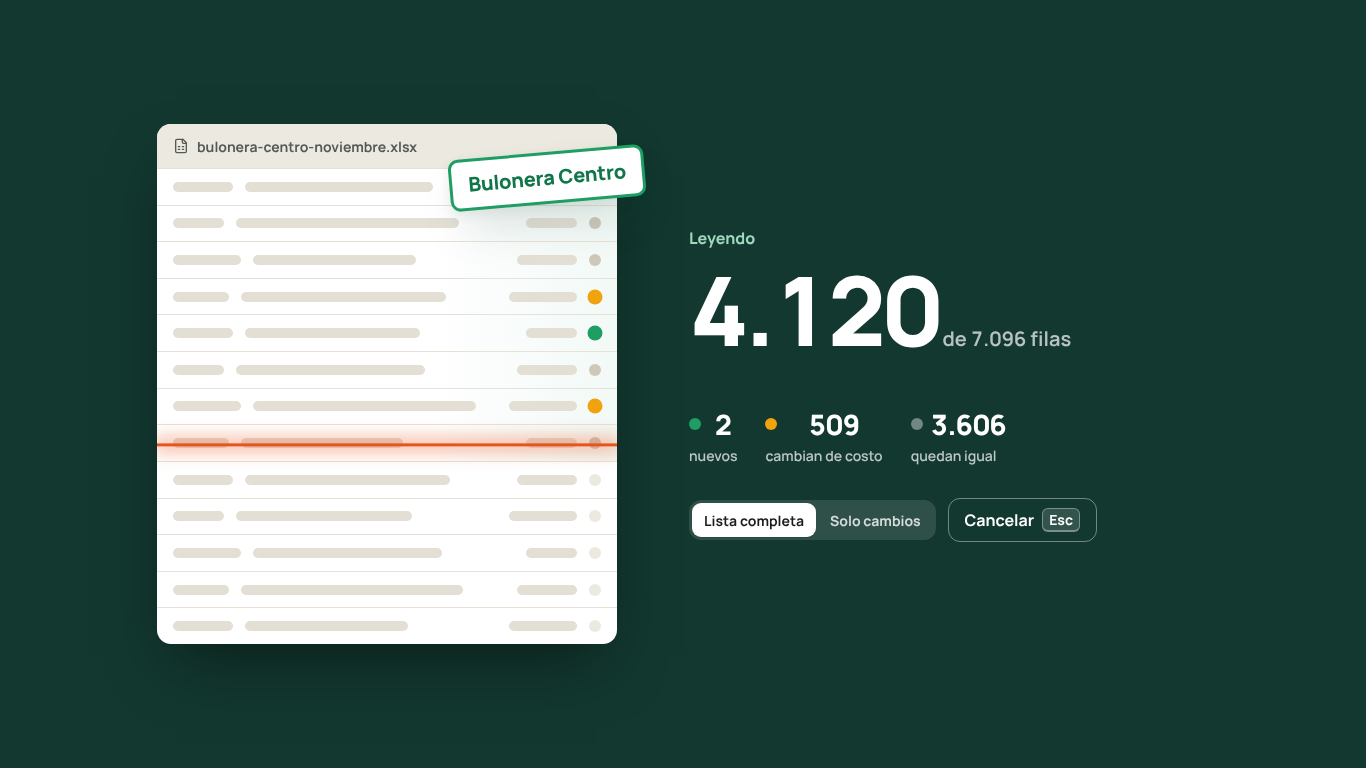 bulonera-centro-noviembre.xlsx
Bulonera Centro
Leyendo
4.120 de 7.096 filas
2 509 3.606
nuevos cambian de costo quedan igual
Lista completa Solo cambios Cancelar Esc